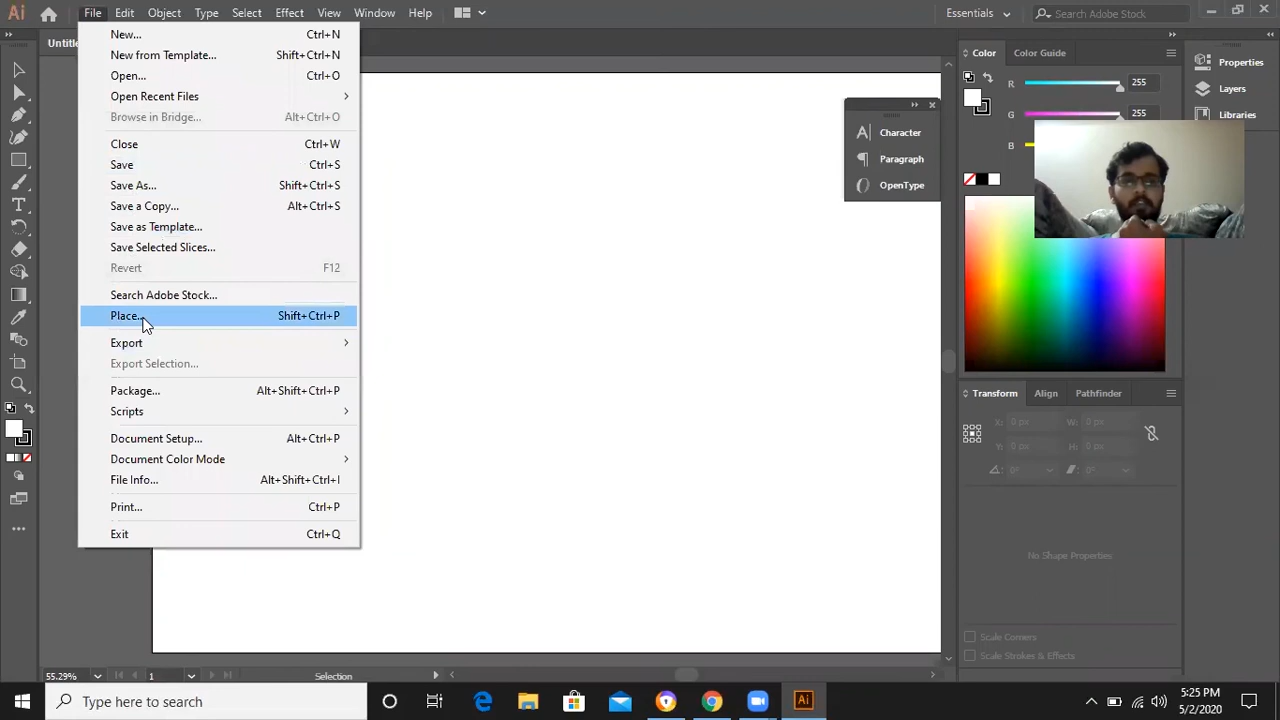 Ai File Edit Object Type Select Effect View Window Help Essentials Search Adobe Stock
Untitle
New... Ctrl+N
New from Template... Shift+Ctrl+N
Open... Ctrl+O
Open Recent Files
Browse in Bridge... Alt+Ctrl+O
Close Ctrl+W
Save Ctrl+S
Save As... Shift+Ctrl+S
Save a Copy... Alt+Ctrl+S
Save as Template...
Save Selected Slices...
Revert F12
Search Adobe Stock...
Place... Shift+Ctrl+P
Export
Export Selection...
Package... Alt+Shift+Ctrl+P
Scripts
Document Setup... Alt+Ctrl+P
Document Color Mode
File Info... Alt+Shift+Ctrl+I
Print... Ctrl+P
Exit Ctrl+Q
Character
Paragraph
OpenType
Color Color Guide
R 255
G 255
B
Properties
Layers
Libraries
Transform Align Pathfinder
X: 0 px W: 0 px
Y: 0 px H: 0 px
0° 0°
No Shape Properties
Scale Corners
Scale Strokes & Effects
55.29% 1 Selection
Type here to search
Ai
5:25 PM
5/2/2020